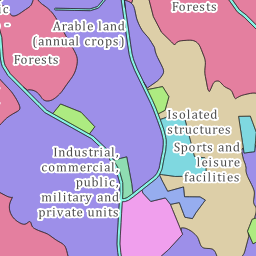 ic
-
Arable land
(annual crops)
Forests
Forests
Isolated
structures
Sports and
leisure
facilities
Industrial,
commercial,
public,
military and
private units